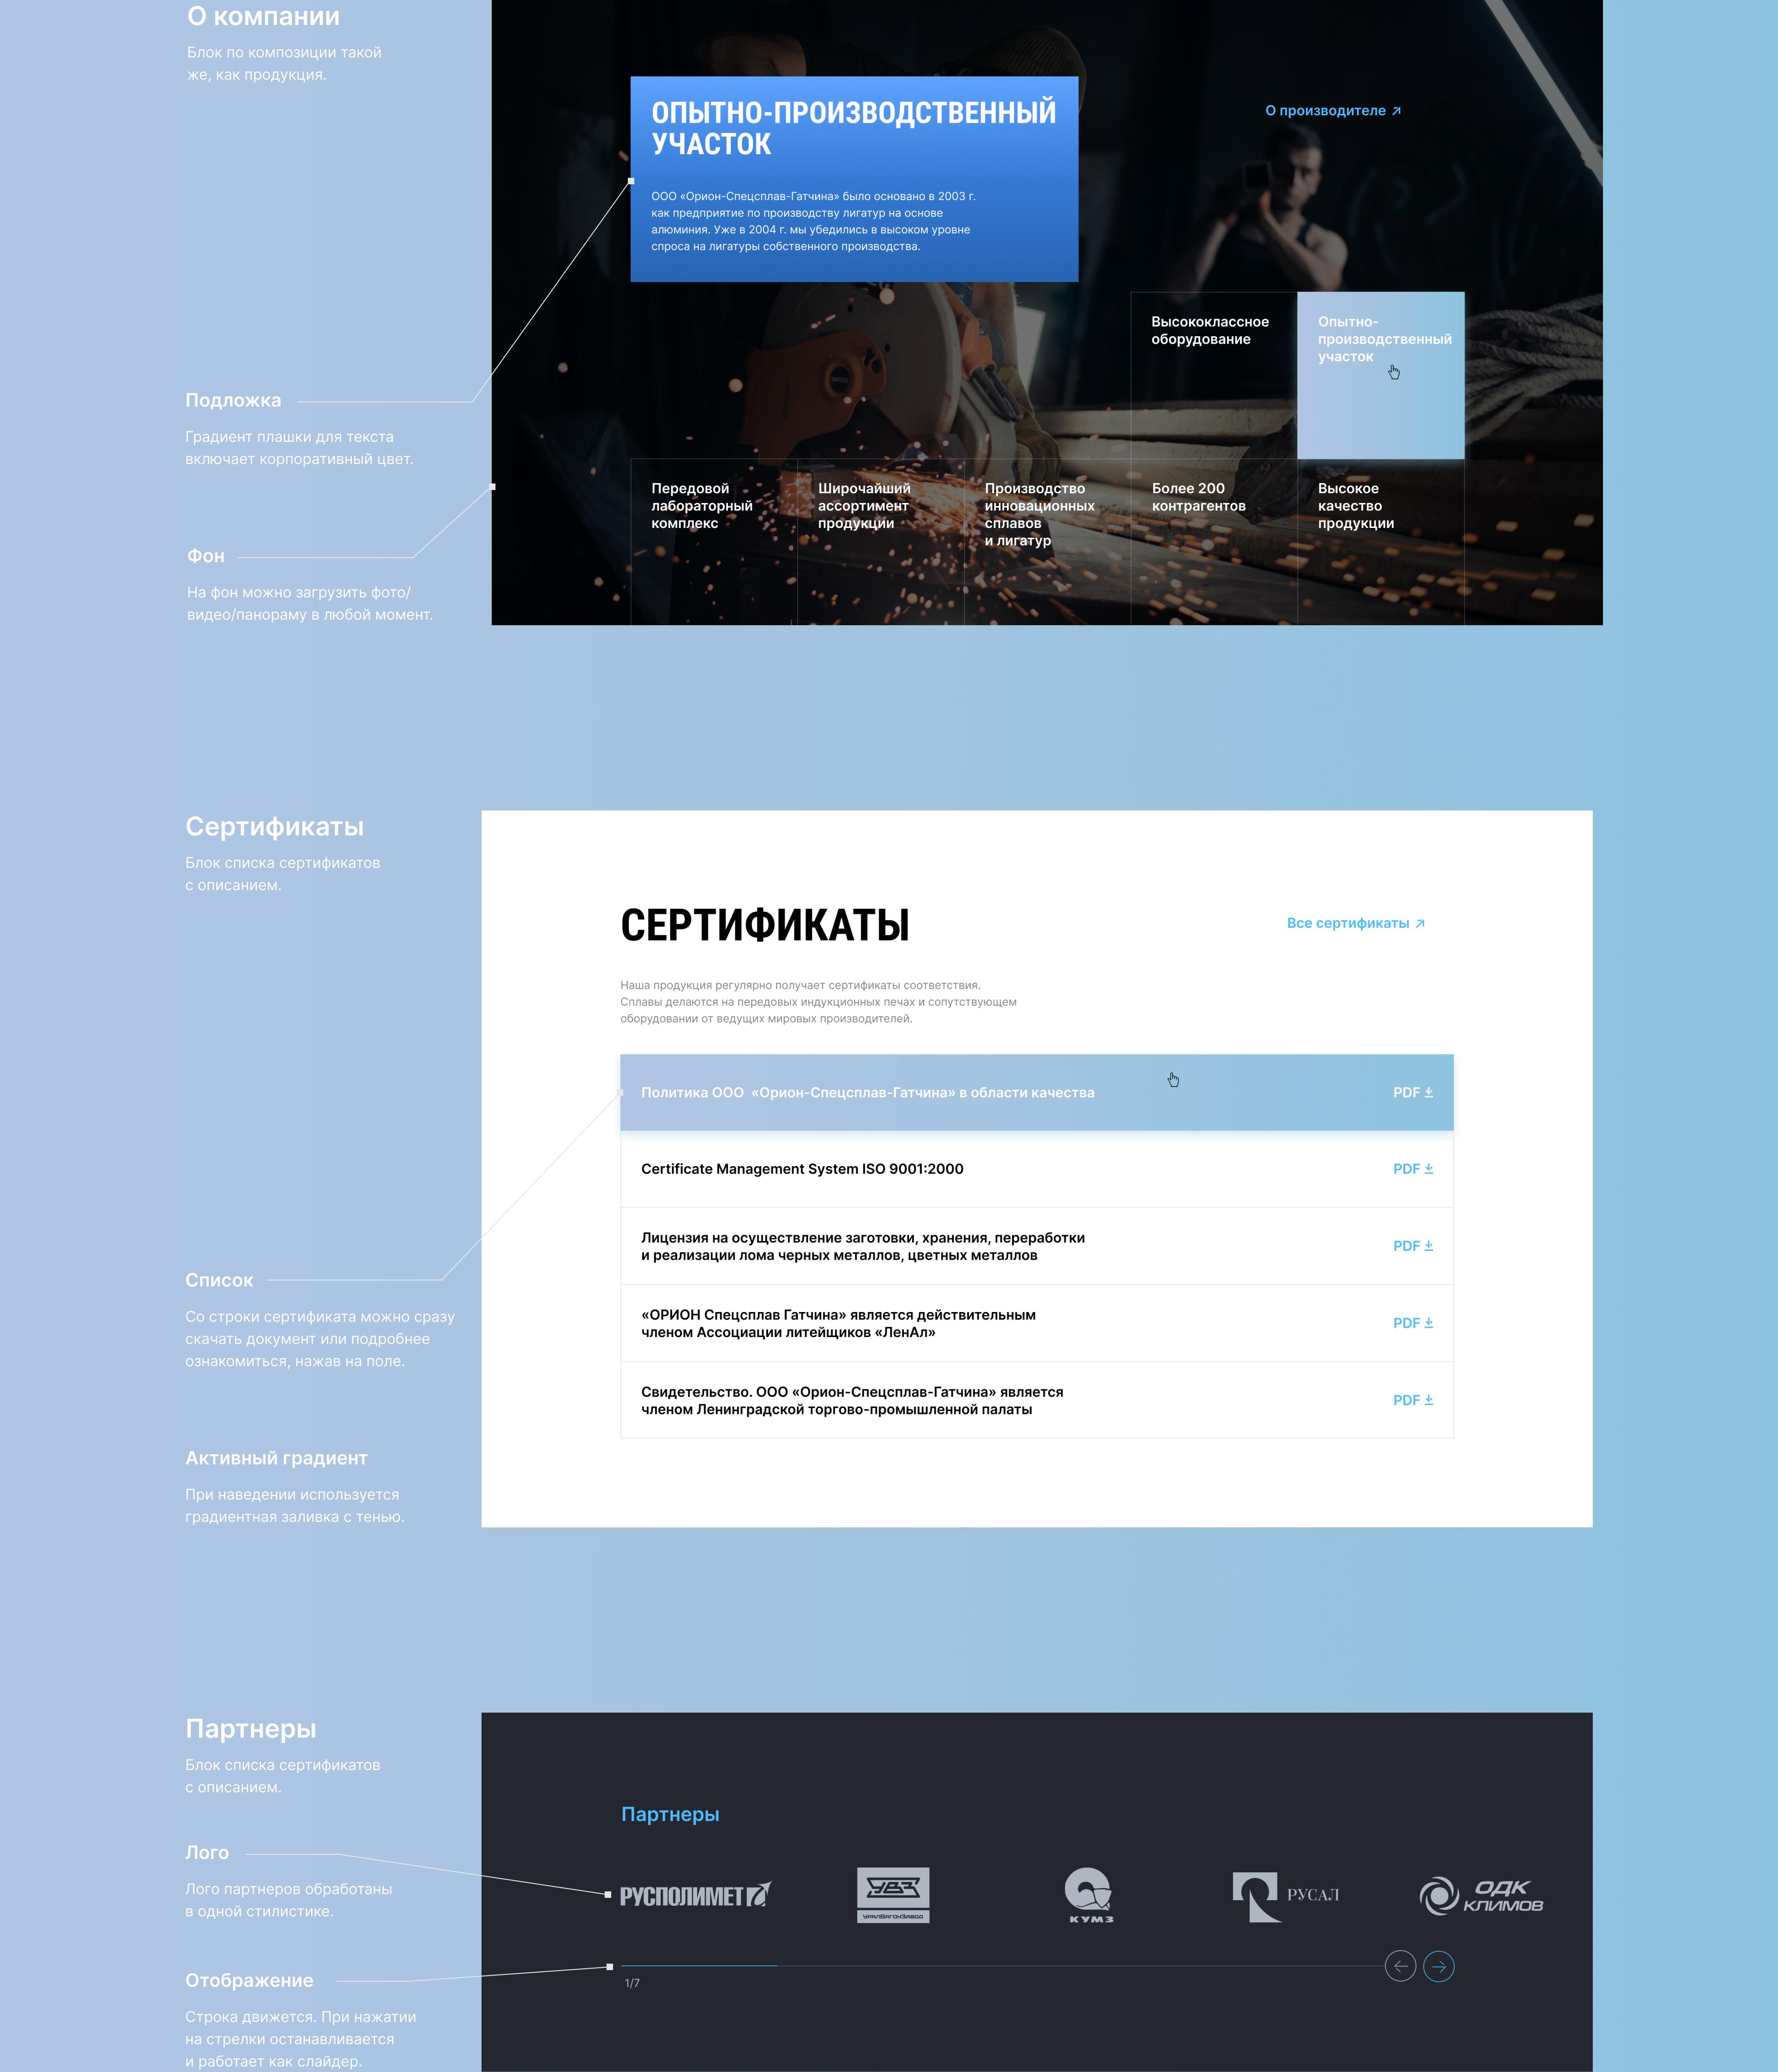 О компании
Блок по композиции такой
же, как продукция.
ОПЫТНО-ПРОИЗВОДСТВЕННЫЙ
УЧАСТОК
О производителе
ООО «Орион-Спецсплав-Гатчина» было основано в 2003 г.
как предприятие по производству лигатур на основе
алюминия. Уже в 2004 г. мы убедились в высоком уровне
спроса на лигатуры собственного производства.
Подложка
Градиент плашки для текста
включает корпоративный цвет.
Фон
На фон можно загрузить фото/
видео/панораму в любой момент.
Высококлассное
оборудование
Опытно-
производственный
участок
Передовой
лабораторный
комплекс
Широчайший
ассортимент
продукции
Производство
инновационных
сплавов
и лигатур
Более 200
контрагентов
Высокое
качество
продукции
Сертификаты
Блок списка сертификатов
с описанием.
СЕРТИФИКАТЫ
Все сертификаты
Наша продукция регулярно получает сертификаты соответствия.
Сплавы делаются на передовых индукционных печах и сопутствующем
оборудовании от ведущих мировых производителей.
Политика ООО «Орион-Спецсплав-Гатчина» в области качества
PDF
Certificate Management System ISO 9001:2000
PDF
Лицензия на осуществление заготовки, хранения, переработки
и реализации лома черных металлов, цветных металлов
PDF
«ОРИОН Спецсплав Гатчина» является действительным
членом Ассоциации литейщиков «ЛенАл»
PDF
Свидетельство. ООО «Орион-Спецсплав-Гатчина» является
членом Ленинградской торгово-промышленной палаты
PDF
Список
Со строки сертификата можно сразу
скачать документ или подробнее
ознакомиться, нажав на поле.
Активный градиент
При наведении используется
градиентная заливка с тенью.
Партнеры
Блок списка сертификатов
с описанием.
Лого
Лого партнеров обработаны
в одной стилистике.
Отображение
Строка движется. При нажатии
на стрелки останавливается
и работает как слайдер.
Партнеры
РУСПОЛИМЕТ
УВЗ
УРАЛВАГОНЗАВОД
КУМЗ
РУСАЛ
ОДК
КЛИМОВ
1/7